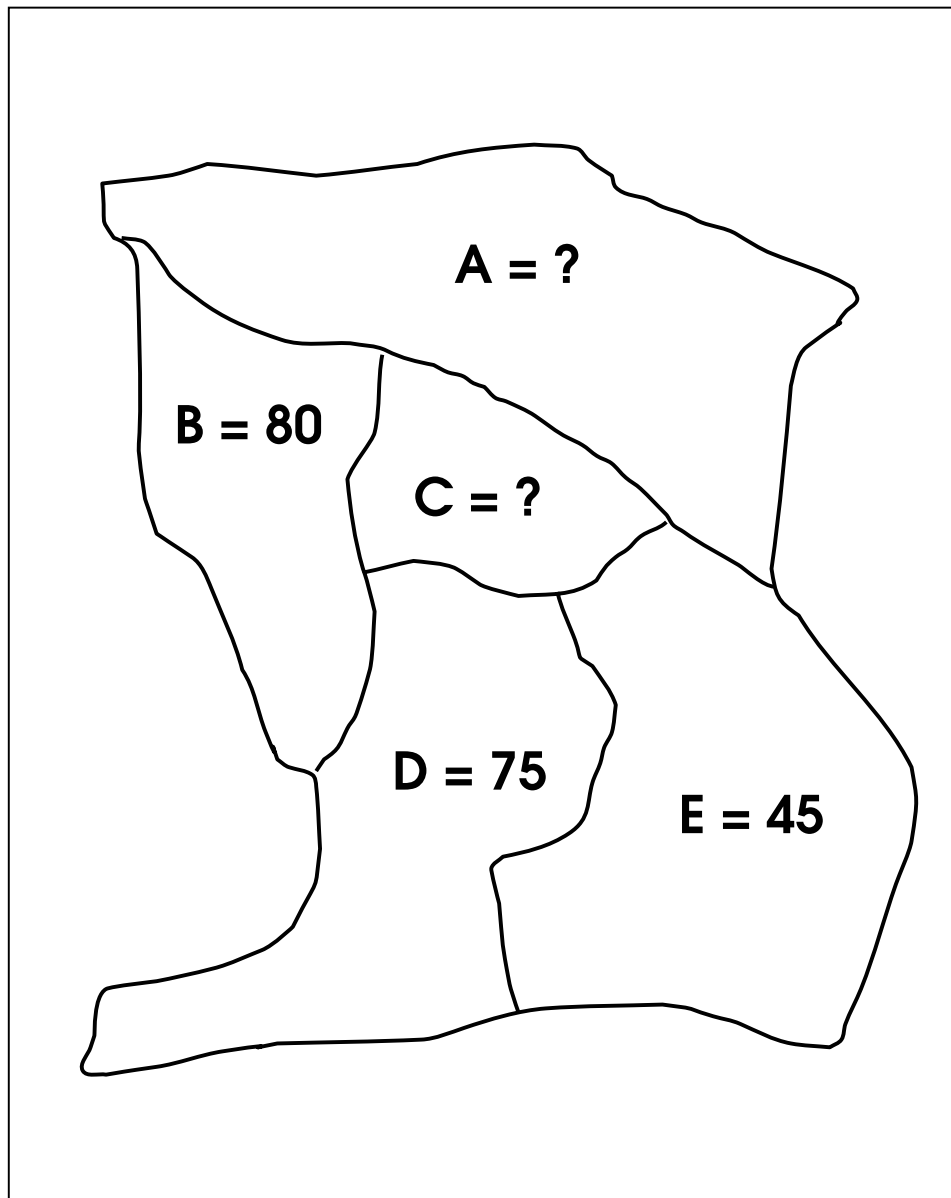 A = ?
B = 80
C = ?
D = 75
E = 45